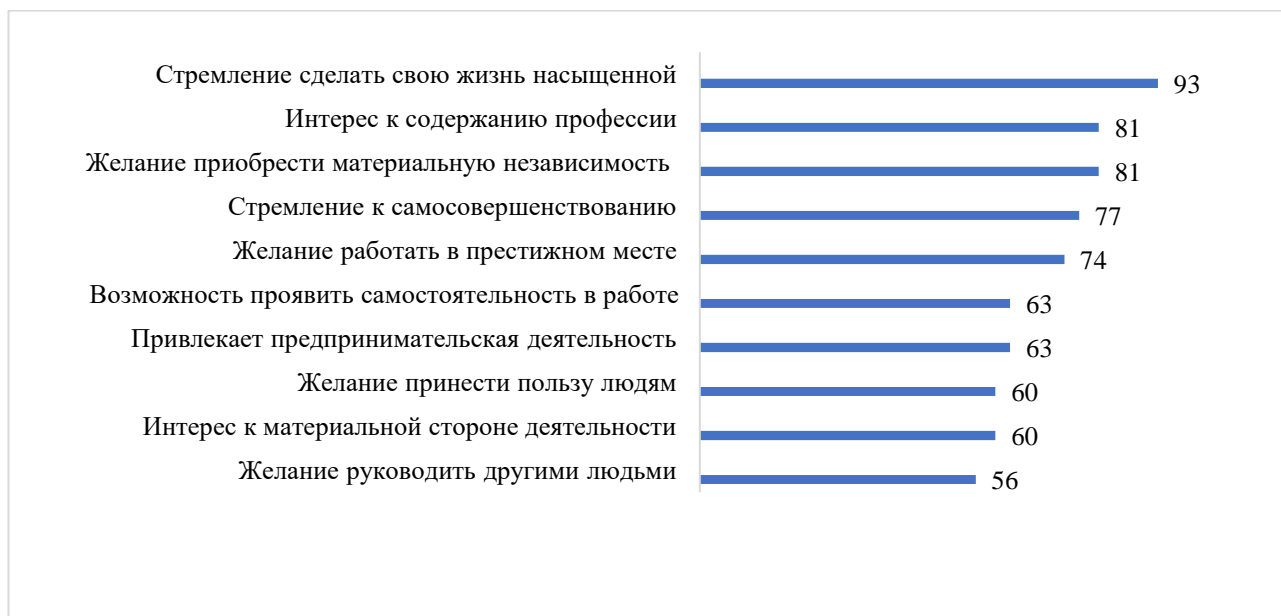 Стремление сделать свою жизнь насыщенной 93
Интерес к содержанию профессии 81
Желание приобрести материальную независимость 81
Стремление к самосовершенствованию 77
Желание работать в престижном месте 74
Возможность проявить самостоятельность в работе 63
Привлекает предпринимательская деятельность 63
Желание принести пользу людям 60
Интерес к материальной стороне деятельности 60
Желание руководить другими людьми 56